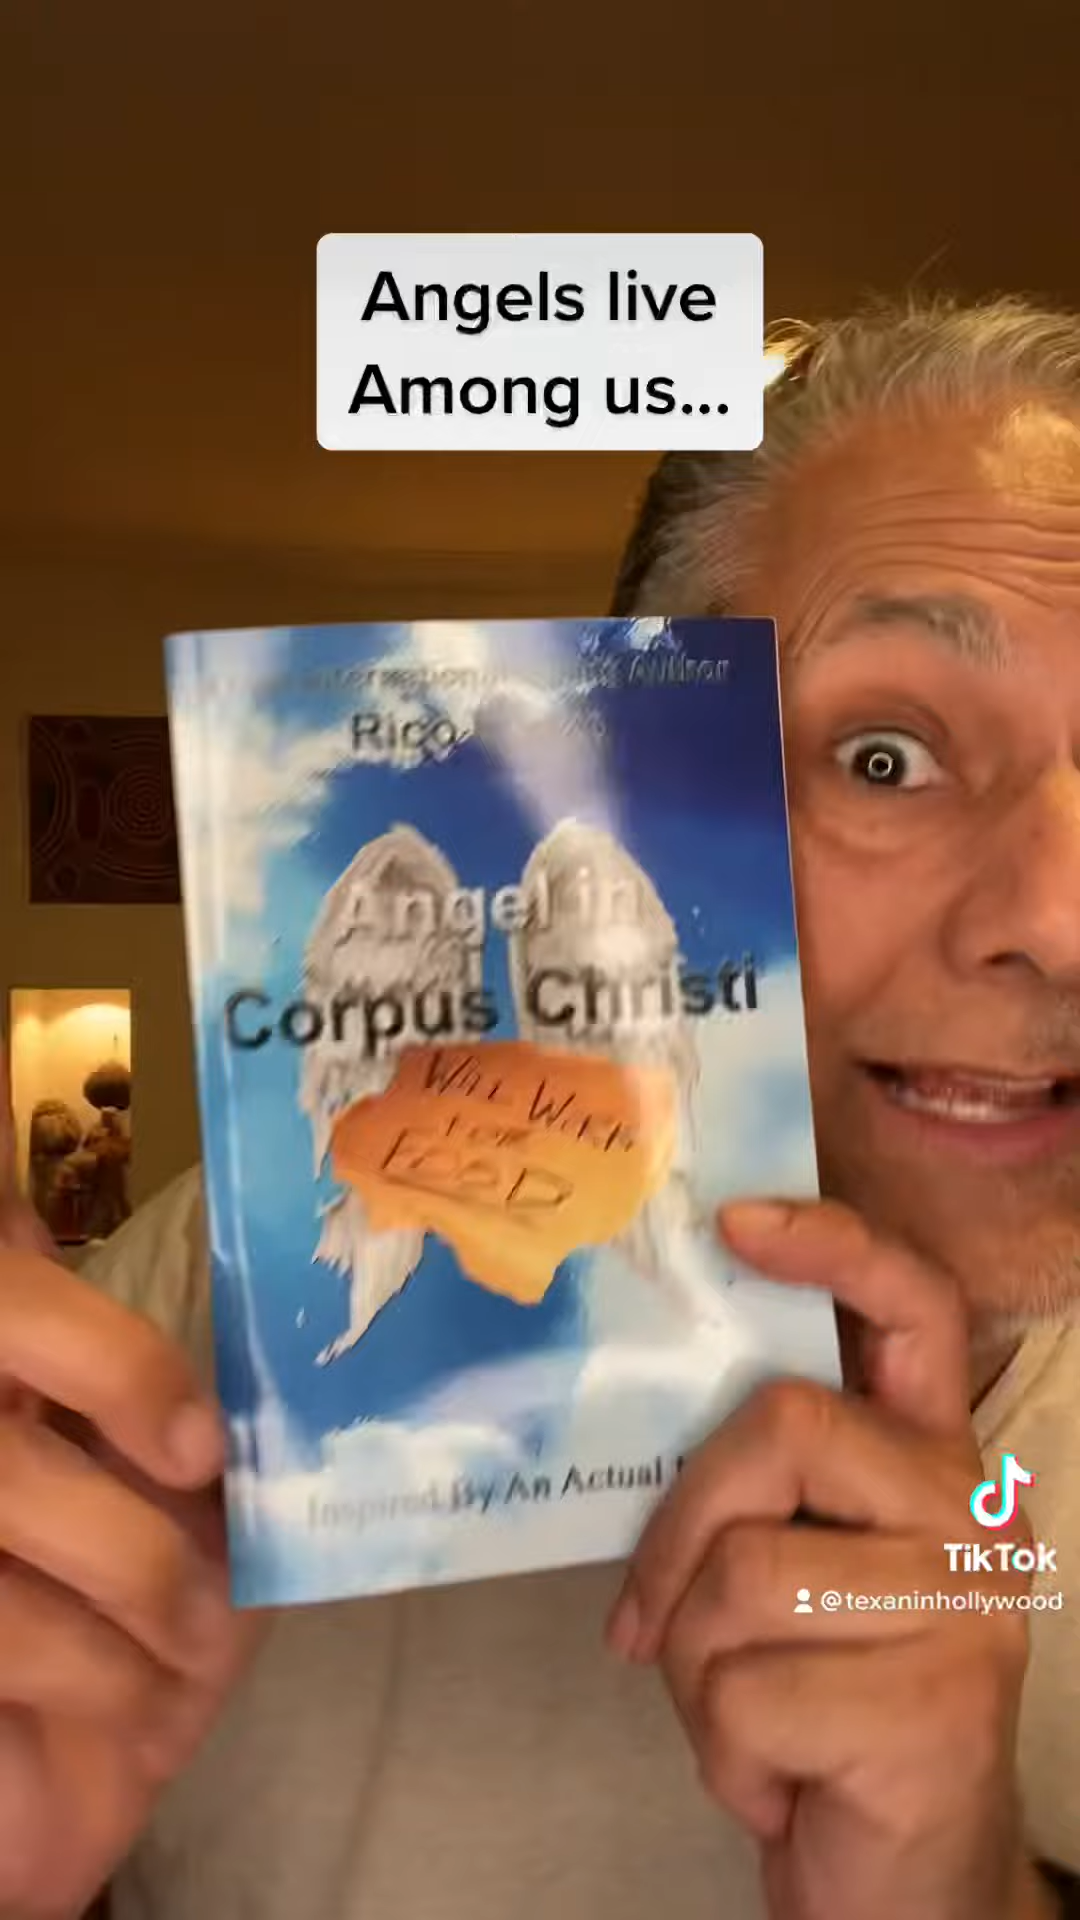 Angels live
Among us...
Author
Rico
Angel in
Corpus Christi
Will Work
For
FOOD
Inspired By An Actual
TikTok
@texaninhollywood